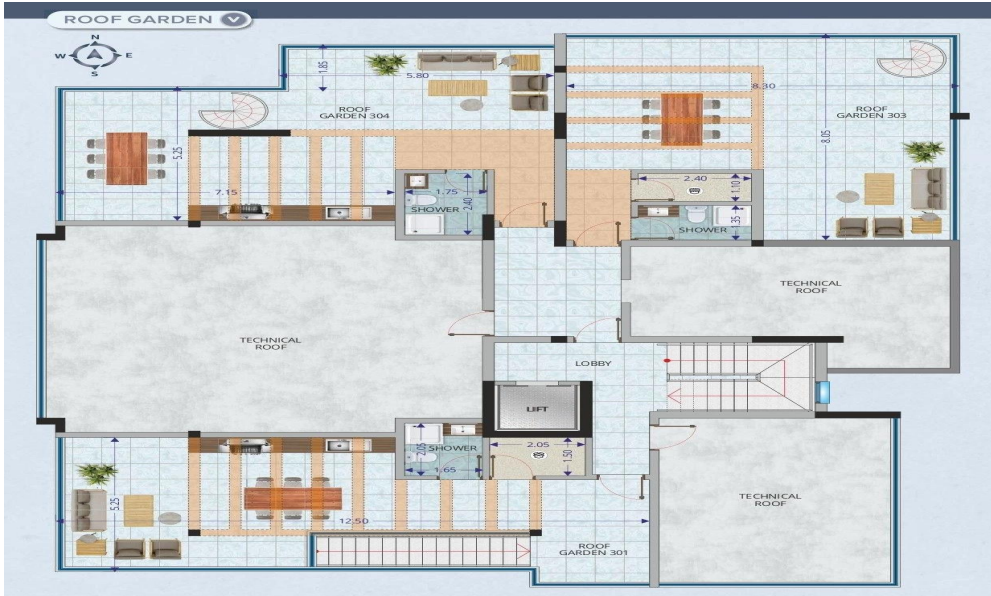 ROOF GARDEN
N
W E
S
1.85
5.80
ROOF
GARDEN 304
5.25
7.15
1.75
2.40
SHOWER
8.30
ROOF
GARDEN 303
8.05
2.40
1.10
1.35
SHOWER
TECHNICAL
ROOF
TECHNICAL
ROOF
LOBBY
LIFT
2.05
SHOWER
1.65
2.05
1.50
5.25
12.50
ROOF
GARDEN 301
TECHNICAL
ROOF